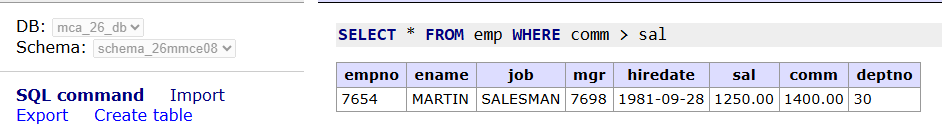 DB: mca_26_db
Schema: schema_26mmce08
SQL command Import
Export Create table
SELECT * FROM emp WHERE comm > sal
empno ename job mgr hiredate sal comm deptno
7654 MARTIN SALESMAN 7698 1981-09-28 1250.00 1400.00 30